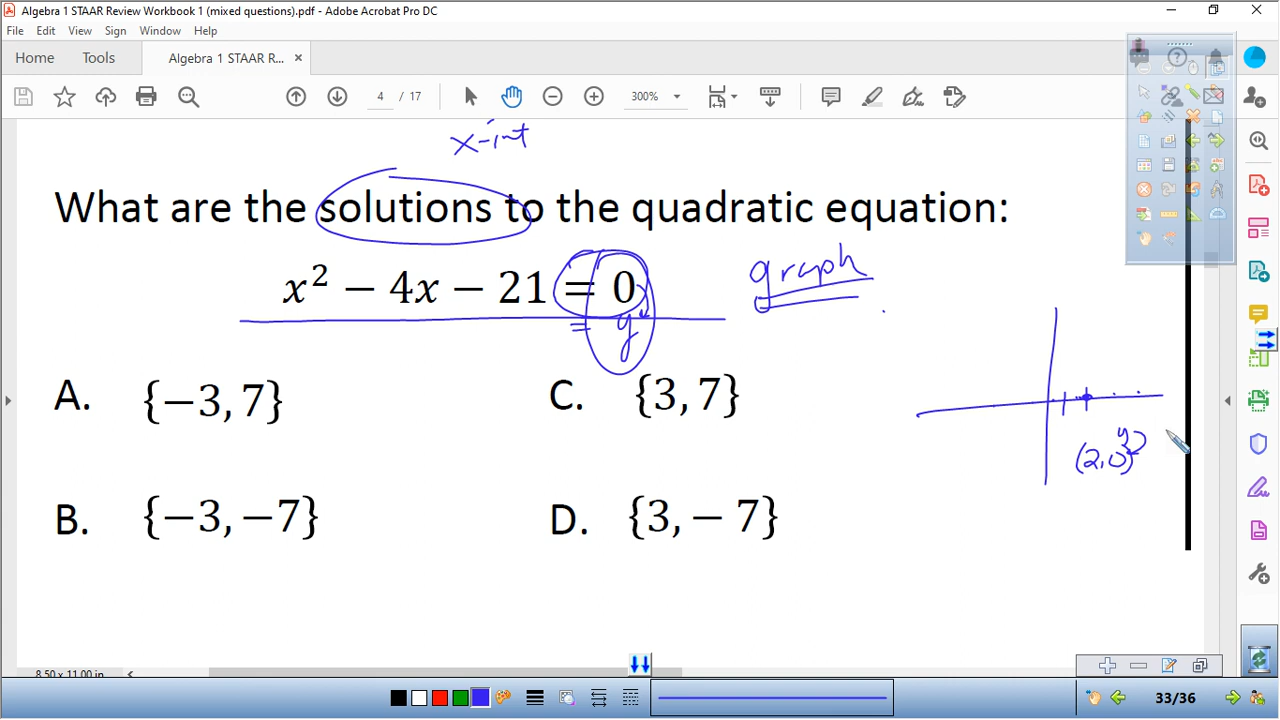 Algebra 1 STAAR Review Workbook 1 (mixed questions).pdf - Adobe Acrobat Pro DC
File Edit View Sign Window Help
Home Tools Algebra 1 STAAR R... ×
4 / 17 300%
x-int
What are the solutions to the quadratic equation:
x² − 4x − 21 = 0
graph
= y
A. {−3, 7}
C. {3, 7}
y
(2,0)
B. {−3, −7}
D. {3, − 7}
8.50 x 11.00 in
33/36